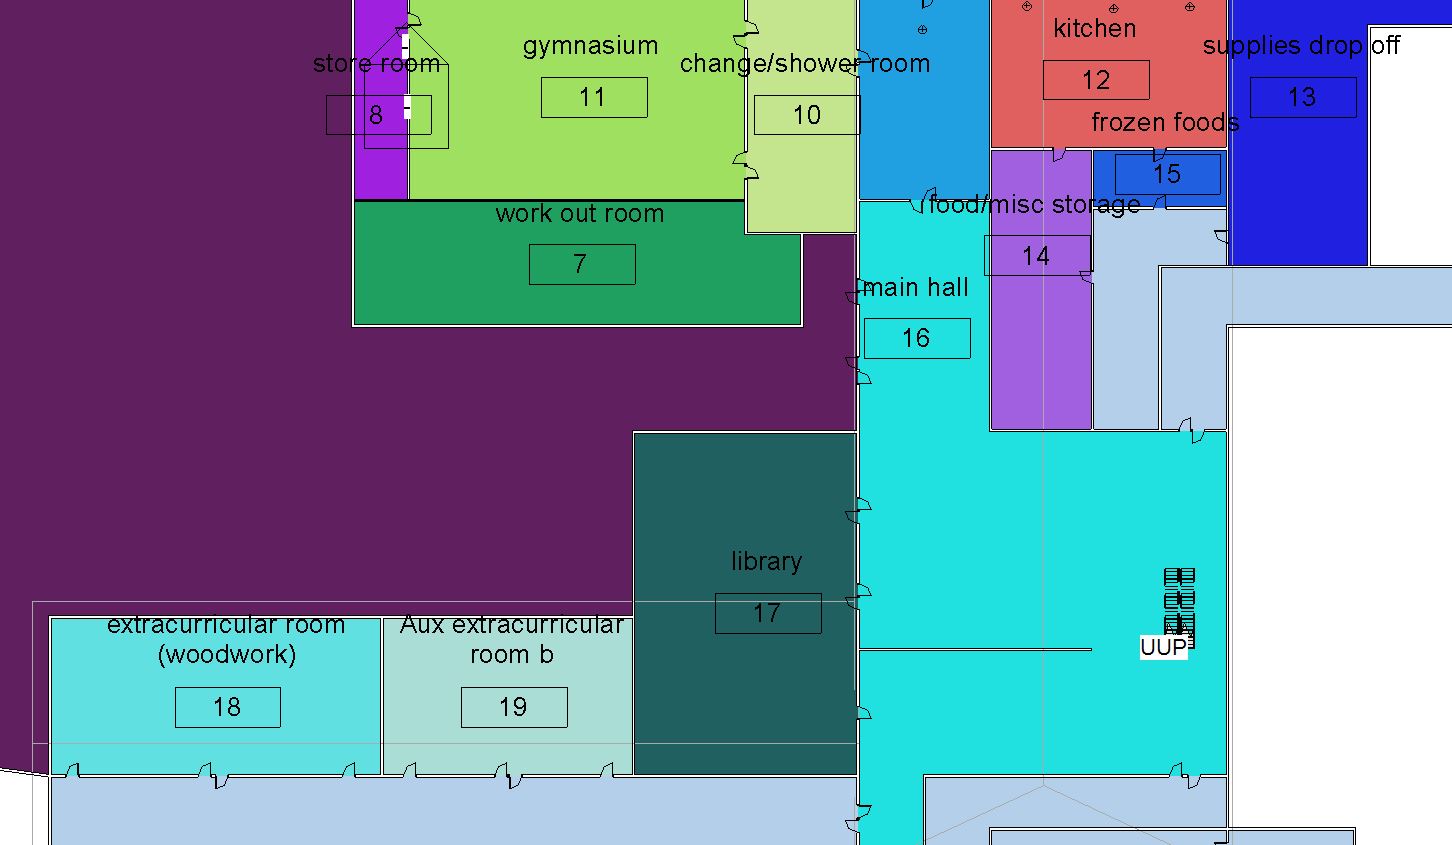 store room
8
gymnasium
11
change/shower room
10
kitchen
12
supplies drop off
13
frozen foods
15
work out room
7
food/misc storage
14
main hall
16
library
17
extracurricular room
(woodwork)
18
Aux extracurricular
room b
19
UUP